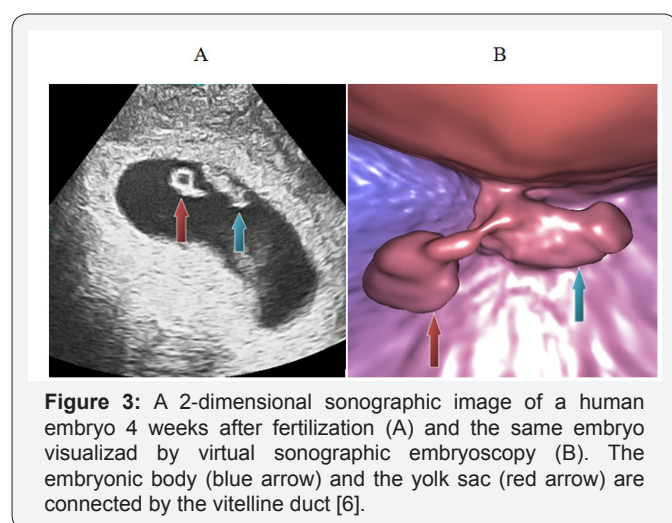 A B
Figure 3: A 2-dimensional sonographic image of a human
embryo 4 weeks after fertilization (A) and the same embryo
visualizad by virtual sonographic embryoscopy (B). The
embryonic body (blue arrow) and the yolk sac (red arrow) are
connected by the vitelline duct [6].